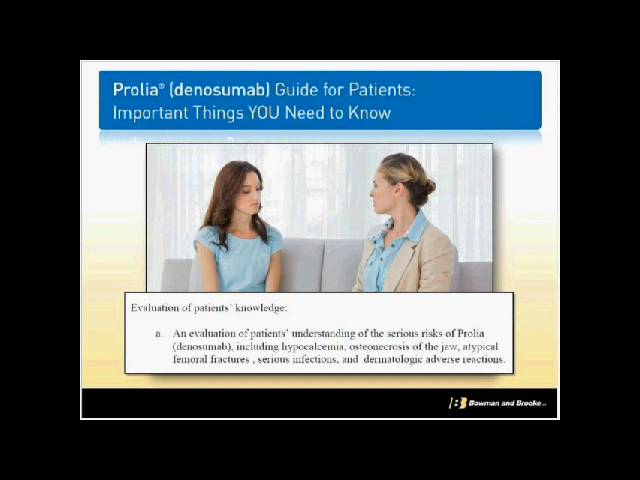 Prolia® (denosumab) Guide for Patients:
Important Things YOU Need to Know
Evaluation of patients' knowledge:
a. An evaluation of patients' understanding of the serious risks of Prolia
(denosumab), including hypocalcemia, osteonecrosis of the jaw, atypical
femoral fractures , serious infections, and dermatologic adverse reactions.
Bowman and Brooke